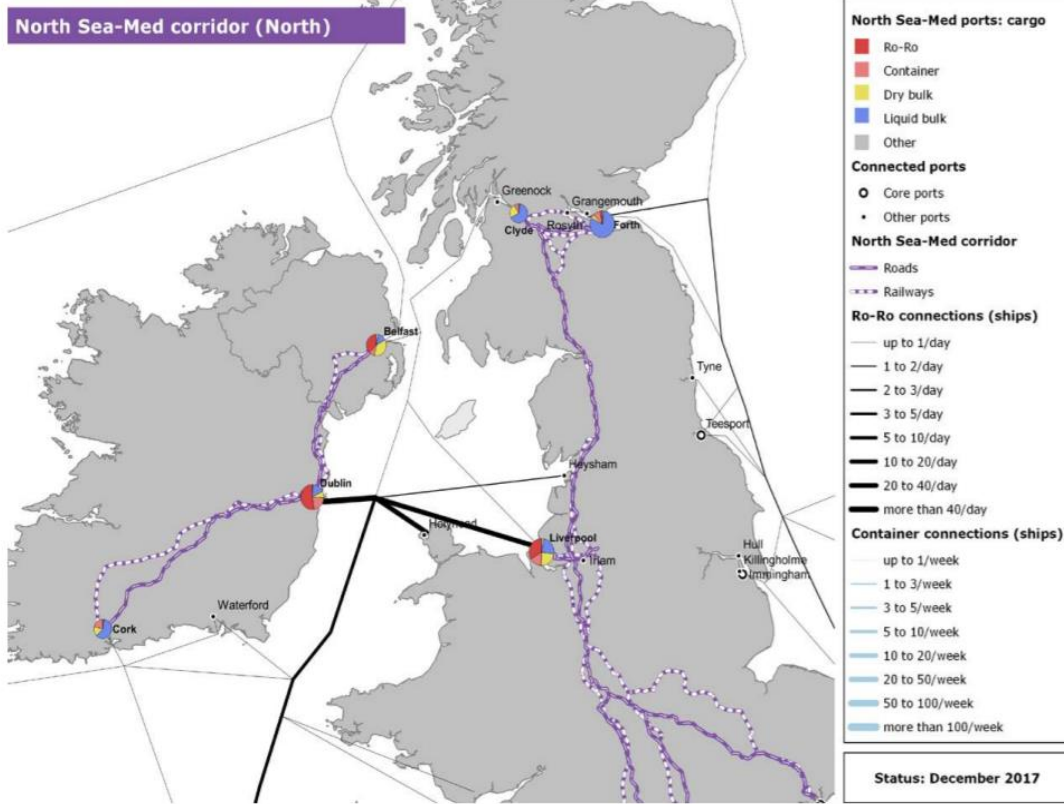 North Sea-Med corridor (North)
Greenock
Grangemouth
Clyde
Rosyth
Forth
Belfast
Tyne
Teesport
Dublin
Heysham
Holyhead
Liverpool
Irlam
Hull
Killingholme
Immingham
Waterford
Cork
North Sea-Med ports: cargo
Ro-Ro
Container
Dry bulk
Liquid bulk
Other
Connected ports
Core ports
Other ports
North Sea-Med corridor
Roads
Railways
Ro-Ro connections (ships)
up to 1/day
1 to 2/day
2 to 3/day
3 to 5/day
5 to 10/day
10 to 20/day
20 to 40/day
more than 40/day
Container connections (ships)
up to 1/week
1 to 3/week
3 to 5/week
5 to 10/week
10 to 20/week
20 to 50/week
50 to 100/week
more than 100/week
Status: December 2017